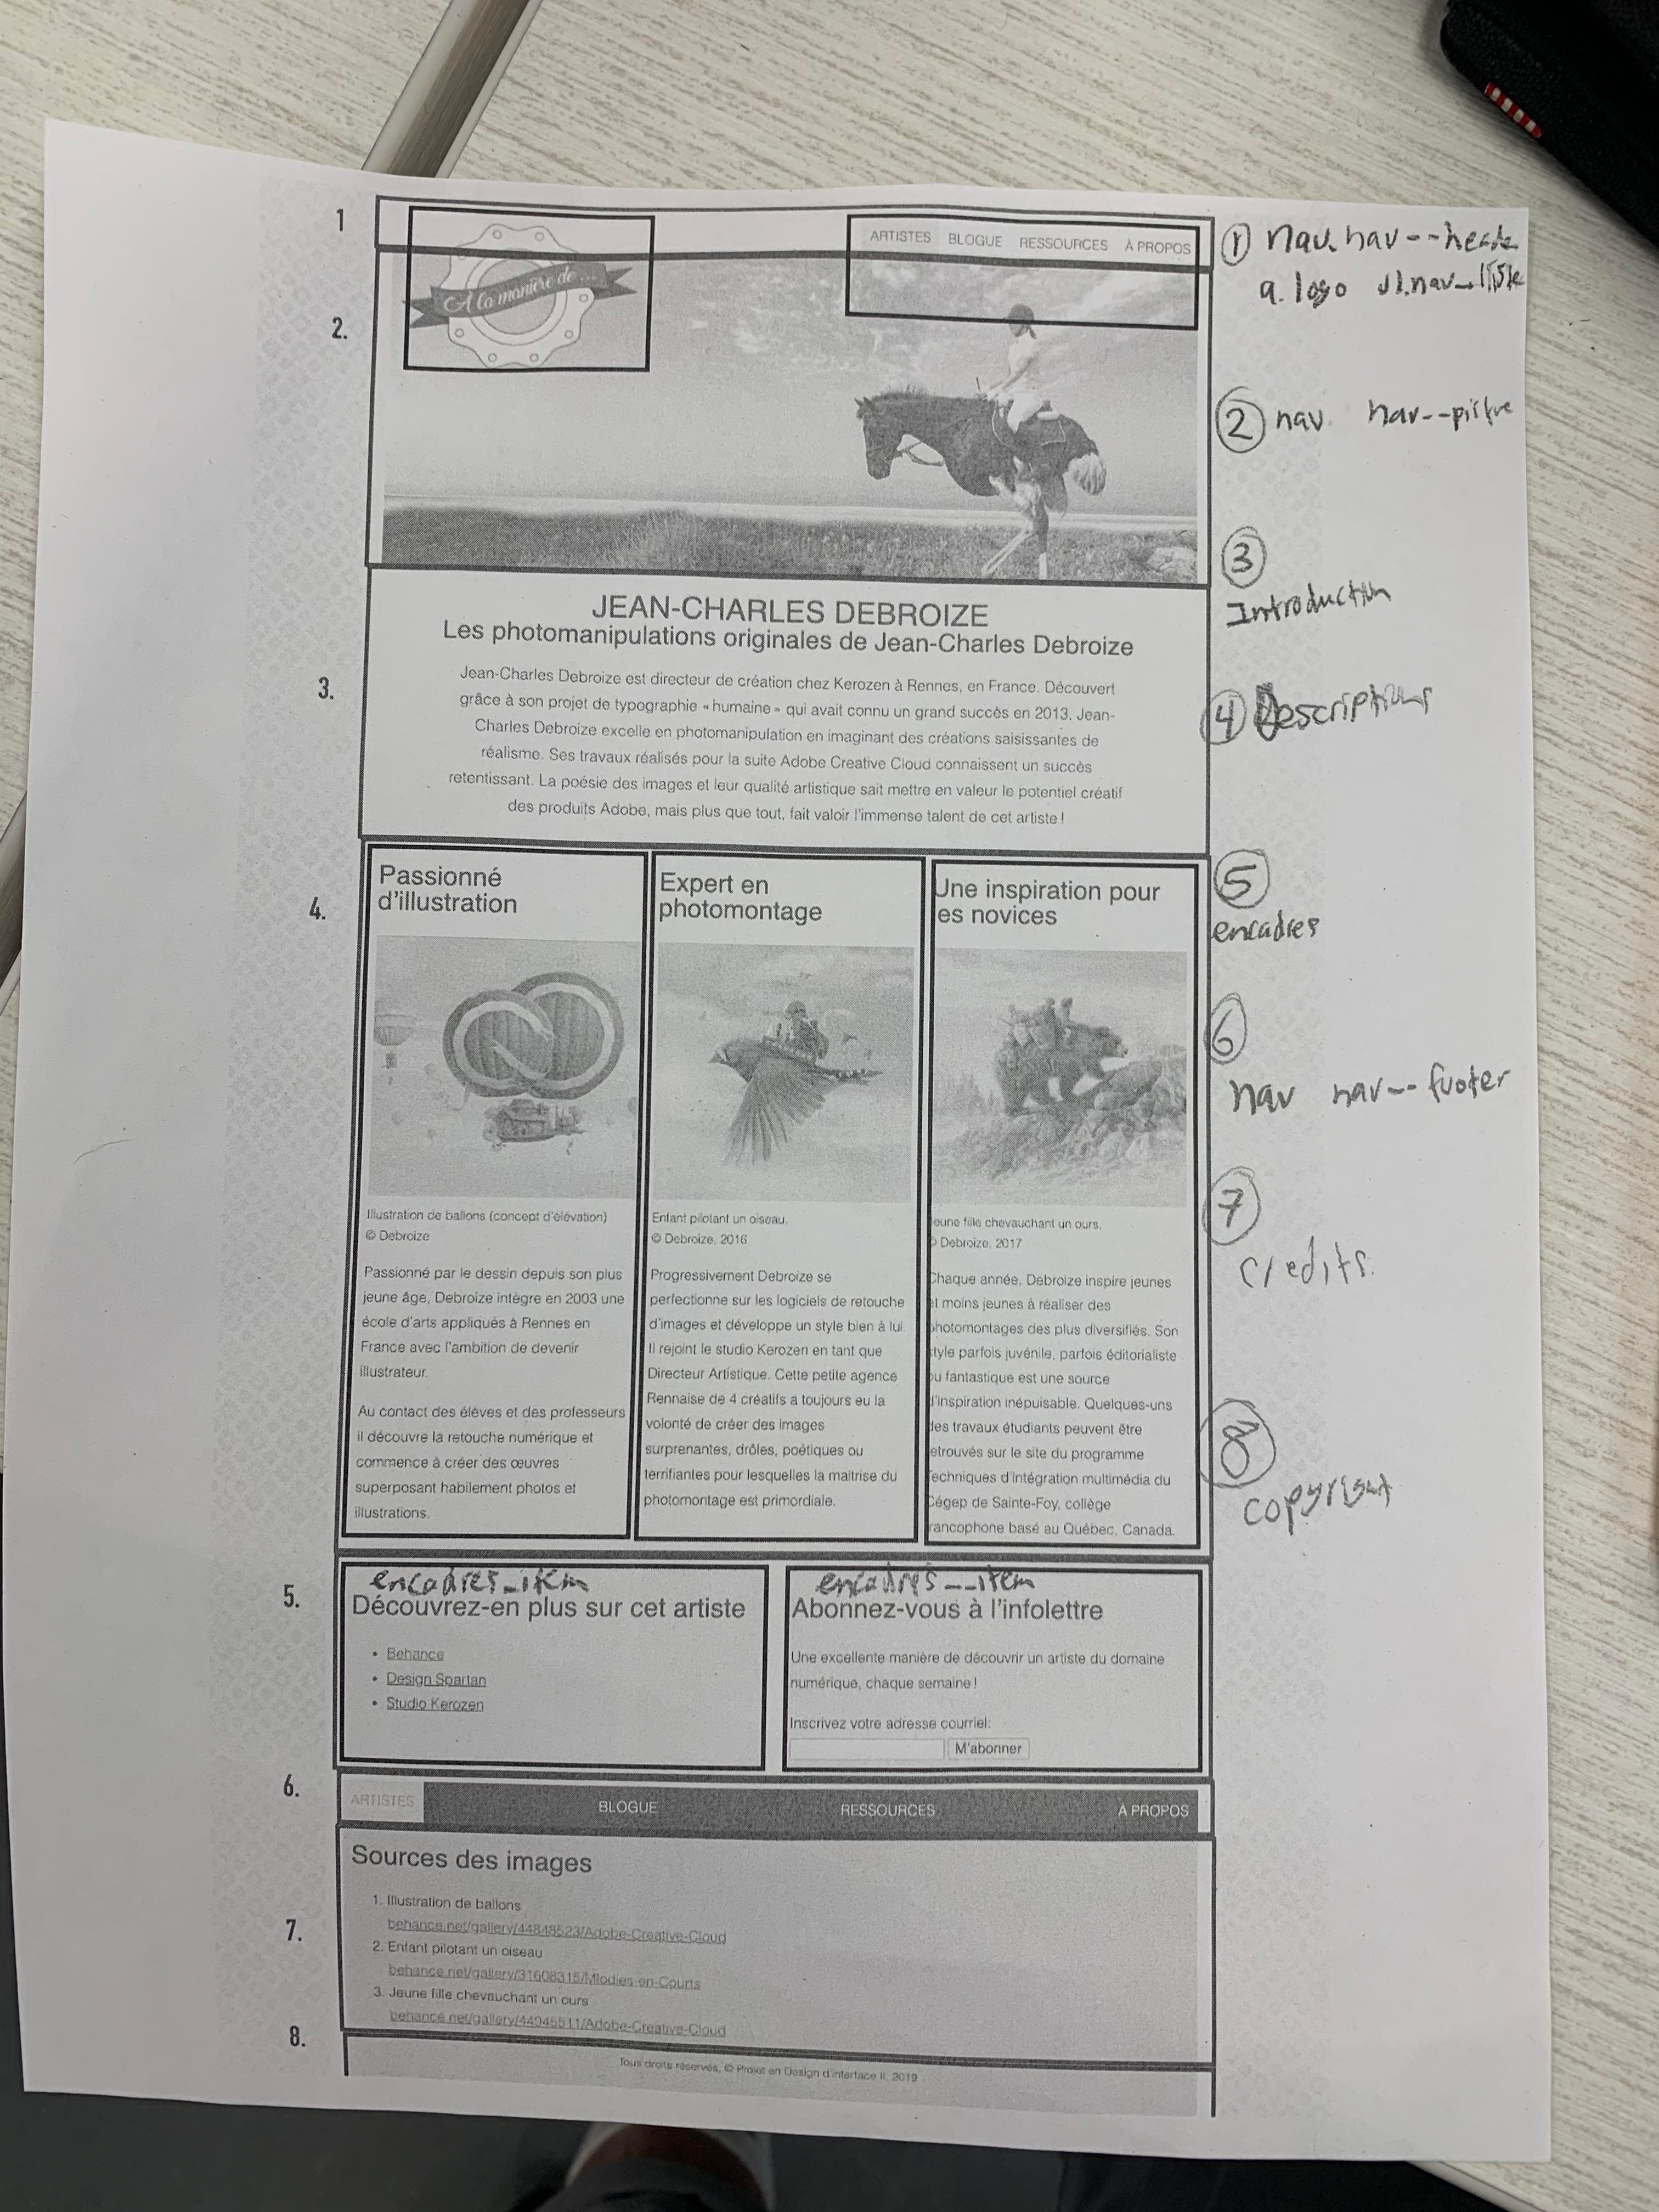 1
ARTISTES BLOGUE RESSOURCES À PROPOS
À la manière de ...
① nav. nav--heade
a. logo ul.nav__liste
2.
② nav. nav--pictre
③
Introduction
JEAN-CHARLES DEBROIZE
Les photomanipulations originales de Jean-Charles Debroize
3.
Jean-Charles Debroize est directeur de création chez Kerozen à Rennes, en France. Découvert
grâce à son projet de typographie « humaine » qui avait connu un grand succès en 2013, Jean-
Charles Debroize excelle en photomanipulation en imaginant des créations saisissantes de
réalisme. Ses travaux réalisés pour la suite Adobe Creative Cloud connaissent un succès
retentissant. La poésie des images et leur qualité artistique sait mettre en valeur le potentiel créatif
des produits Adobe, mais plus que tout, fait valoir l'immense talent de cet artiste !
④ Descriptions
4.
Passionné
d'illustration
Illustration de ballons (concept d'élévation)
© Debroize
Passionné par le dessin depuis son plus
jeune âge, Debroize intègre en 2003 une
école d'arts appliqués à Rennes en
France avec l'ambition de devenir
illustrateur.
Au contact des élèves et des professeurs
il découvre la retouche numérique et
commence à créer des œuvres
superposant habilement photos et
illustrations.
Expert en
photomontage
Enfant pilotant un oiseau,
© Debroize, 2016
Progressivement Debroize se
perfectionne sur les logiciels de retouche
d'images et développe un style bien à lui.
Il rejoint le studio Kerozen en tant que
Directeur Artistique. Cette petite agence
Rennaise de 4 créatifs a toujours eu la
volonté de créer des images
surprenantes, drôles, poétiques ou
terrifiantes pour lesquelles la maitrise du
photomontage est primordiale.
Une inspiration pour
es novices
eune fille chevauchant un ours,
Debroize, 2017
Chaque année, Debroize inspire jeunes
et moins jeunes à réaliser des
photomontages des plus diversifiés. Son
style parfois juvénile, parfois éditorialiste
ou fantastique est une source
d'inspiration inépuisable. Quelques-uns
des travaux étudiants peuvent être
etrouvés sur le site du programme
Techniques d'intégration multimédia du
Cégep de Sainte-Foy, collège
rancophone basé au Québec, Canada.
⑤
encadres
⑥
nav nav--footer
⑦
credits.
⑧
copyright
5.
encadres_item
Découvrez-en plus sur cet artiste
• Behance
• Design Spartan
• Studio Kerozen
encadrés__item
Abonnez-vous à l'infolettre
Une excellente manière de découvrir un artiste du domaine
numérique, chaque semaine !
Inscrivez votre adresse courriel:
M'abonner
6.
ARTISTES BLOGUE RESSOURCES À PROPOS
Sources des images
7.
1. Illustration de ballons
behance.net/gallery/44848523/Adobe-Creative-Cloud
2. Enfant pilotant un oiseau
behance.net/gallery/31608315/Mlodies-en-Courts
3. Jeune fille chevauchant un ours
behance.net/gallery/44945511/Adobe-Creative-Cloud
8.
Tous droits réservés, © Projet en Design d'interface II, 2019